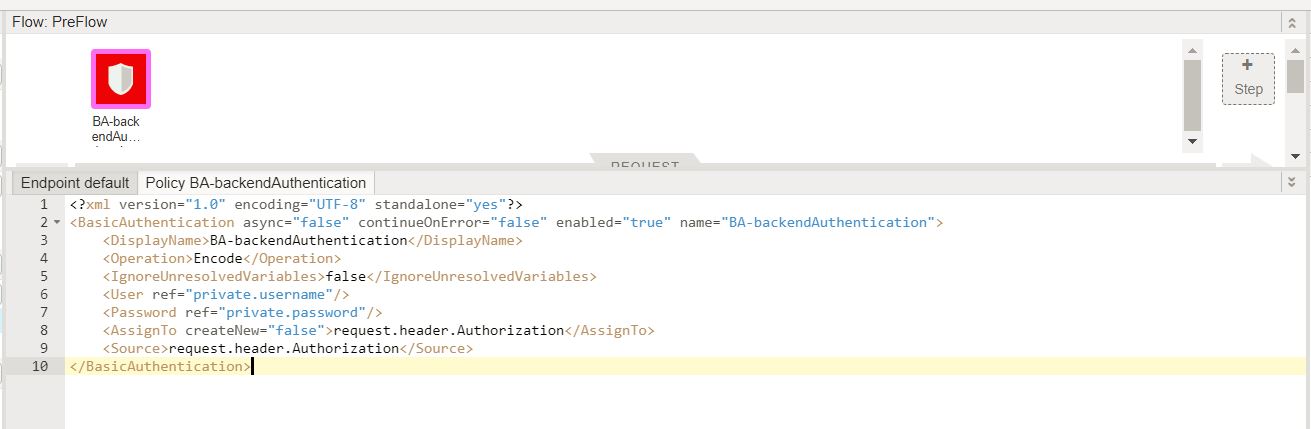 Flow: PreFlow
+
Step
BA-back
endAu...
REQUEST
Endpoint default
Policy BA-backendAuthentication
1 <?xml version="1.0" encoding="UTF-8" standalone="yes"?>
2 <BasicAuthentication async="false" continueOnError="false" enabled="true" name="BA-backendAuthentication">
3     <DisplayName>BA-backendAuthentication</DisplayName>
4     <Operation>Encode</Operation>
5     <IgnoreUnresolvedVariables>false</IgnoreUnresolvedVariables>
6     <User ref="private.username"/>
7     <Password ref="private.password"/>
8     <AssignTo createNew="false">request.header.Authorization</AssignTo>
9     <Source>request.header.Authorization</Source>
10 </BasicAuthentication>